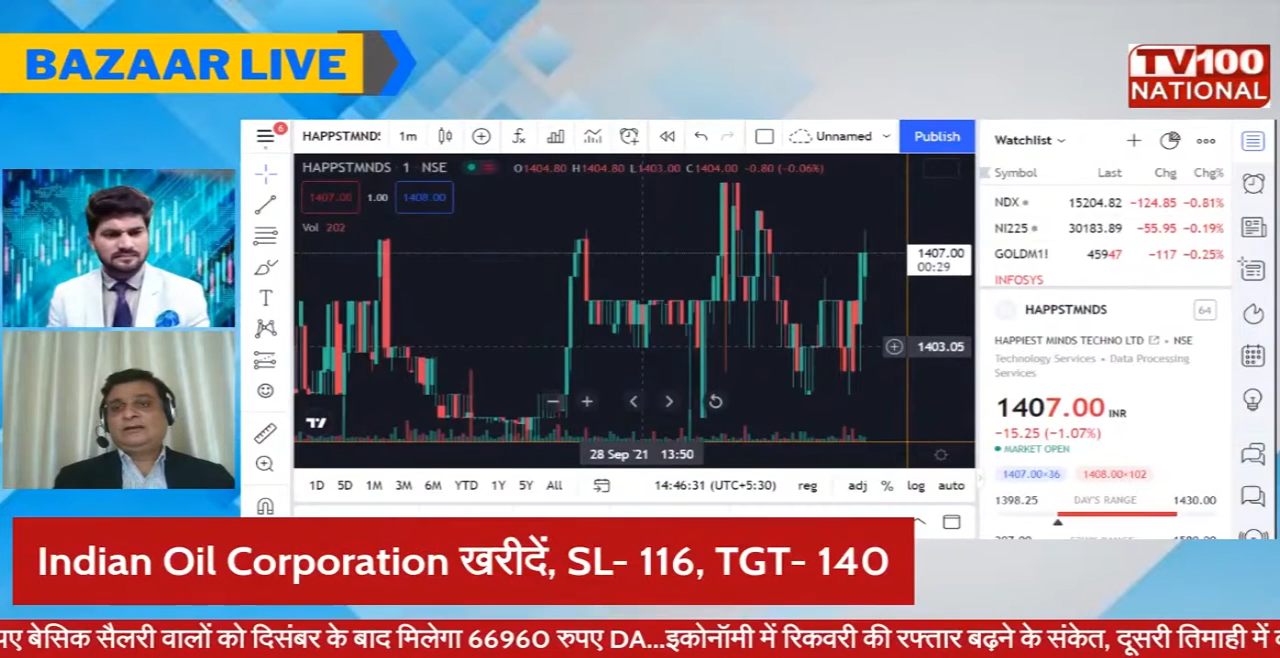 BAZAAR LIVE
TV100
NATIONAL
6
HAPPSTMND:
1m
Unnamed
Publish
HAPPSTMNDS · 1 · NSE
O1404.80 H1404.80 L1403.00 C1404.00 -0.80 (-0.06%)
1407.00
1.00
1408.00
Vol 202
1407.00
00:29
1403.05
28 Sep '21 13:50
1D 5D 1M 3M 6M YTD 1Y 5Y All
14:46:31 (UTC+5:30)
reg
adj % log auto
Watchlist
Symbol Last Chg Chg%
NDX 15204.82 −124.85 −0.81%
NI225 30183.89 −55.95 −0.19%
GOLDM1! 45947 −117 −0.25%
INFOSYS
HAPPSTMNDS
64
HAPPIEST MINDS TECHNO LTD • NSE
Technology Services • Data Processing
Services
1407.00 INR
−15.25 (−1.07%)
MARKET OPEN
1407.00×36 1408.00×102
1398.25 DAY'S RANGE 1430.00
Indian Oil Corporation खरीदें, SL- 116, TGT- 140
बेसिक सैलरी वालों को दिसंबर के बाद मिलेगा 66960 रुपए DA...इकोनॉमी में रिकवरी की रफ्तार बढ़ने के संकेत, दूसरी तिमाही में